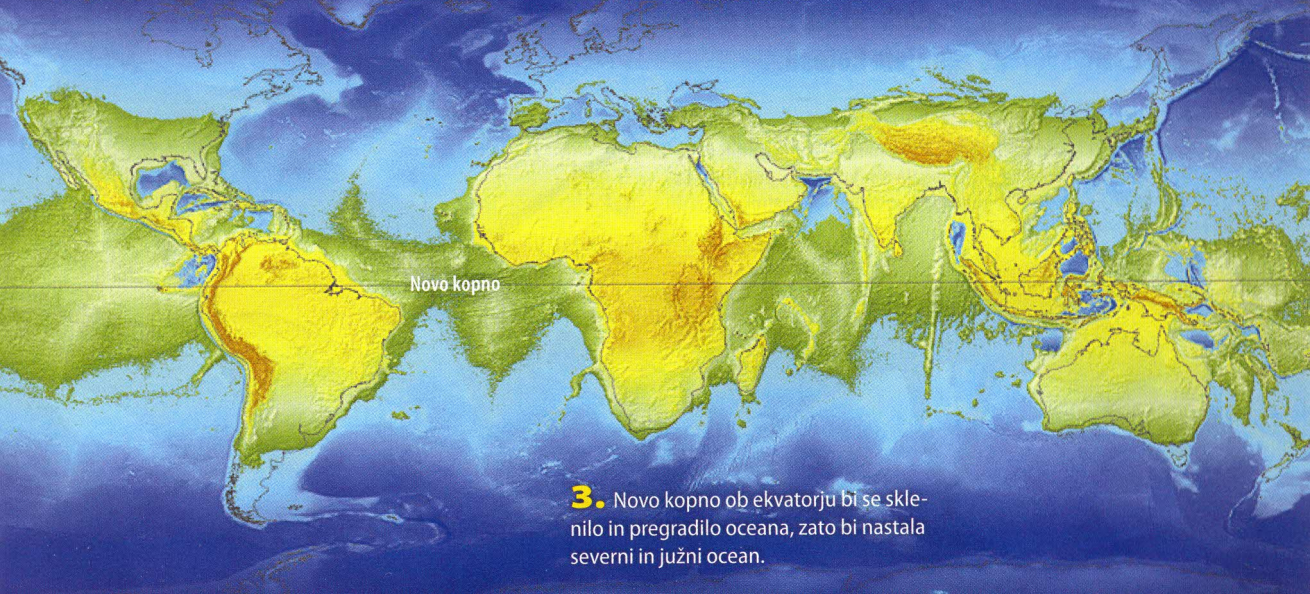 Novo kopno
3. Novo kopno ob ekvatorju bi se skle-
nilo in pregradilo oceana, zato bi nastala
severni in južni ocean.